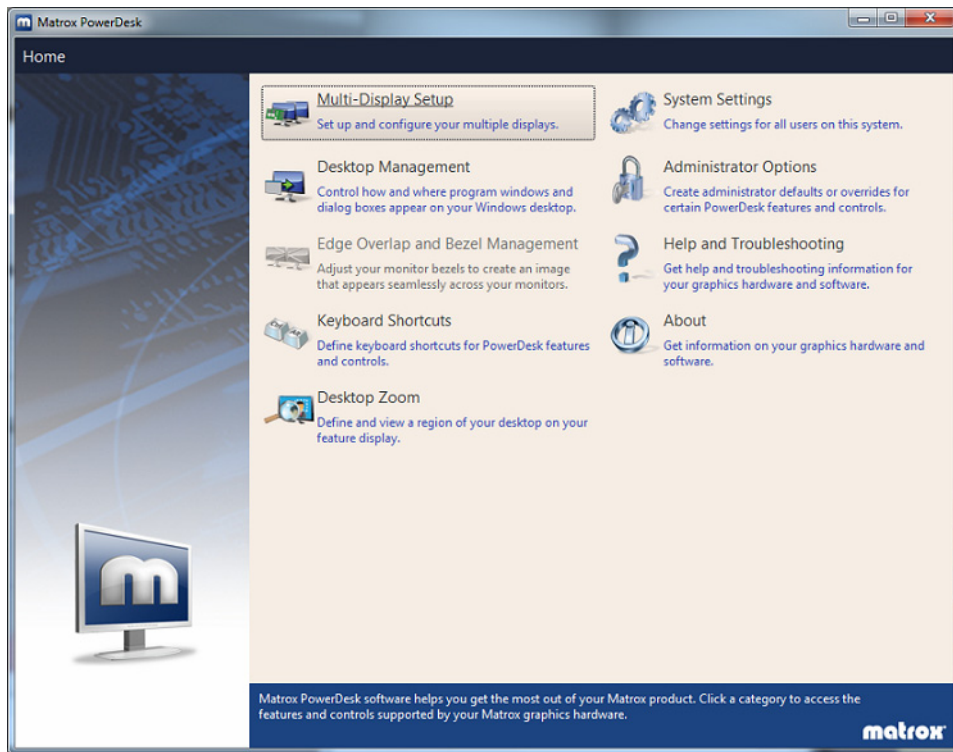 Matrox PowerDesk
Home
Multi-Display Setup
Set up and configure your multiple displays.
Desktop Management
Control how and where program windows and
dialog boxes appear on your Windows desktop.
Edge Overlap and Bezel Management
Adjust your monitor bezels to create an image
that appears seamlessly across your monitors.
Keyboard Shortcuts
Define keyboard shortcuts for PowerDesk features
and controls.
Desktop Zoom
Define and view a region of your desktop on your
feature display.
System Settings
Change settings for all users on this system.
Administrator Options
Create administrator defaults or overrides for
certain PowerDesk features and controls.
Help and Troubleshooting
Get help and troubleshooting information for
your graphics hardware and software.
About
Get information on your graphics hardware and
software.
m
Matrox PowerDesk software helps you get the most out of your Matrox product. Click a category to access the
features and controls supported by your Matrox graphics hardware.
matrox